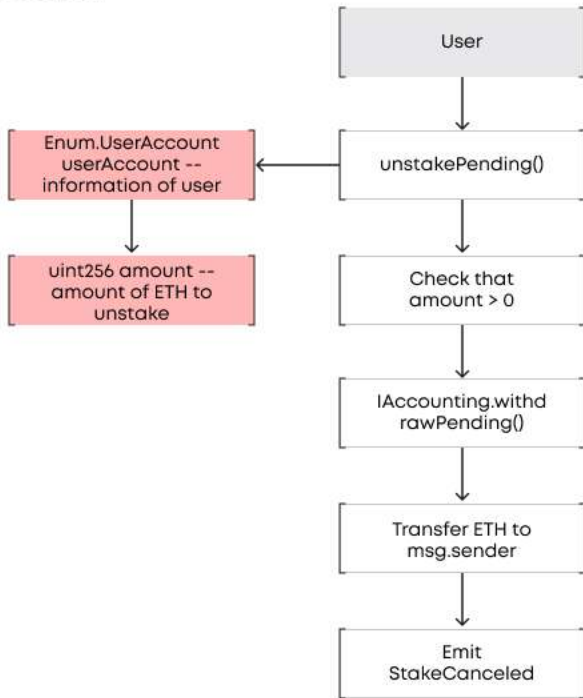 User
Enum.UserAccount
userAccount --
information of user
unstakePending()
uint256 amount --
amount of ETH to
unstake
Check that
amount > 0
IAccounting.withd
rawPending()
Transfer ETH to
msg.sender
Emit
StakeCanceled